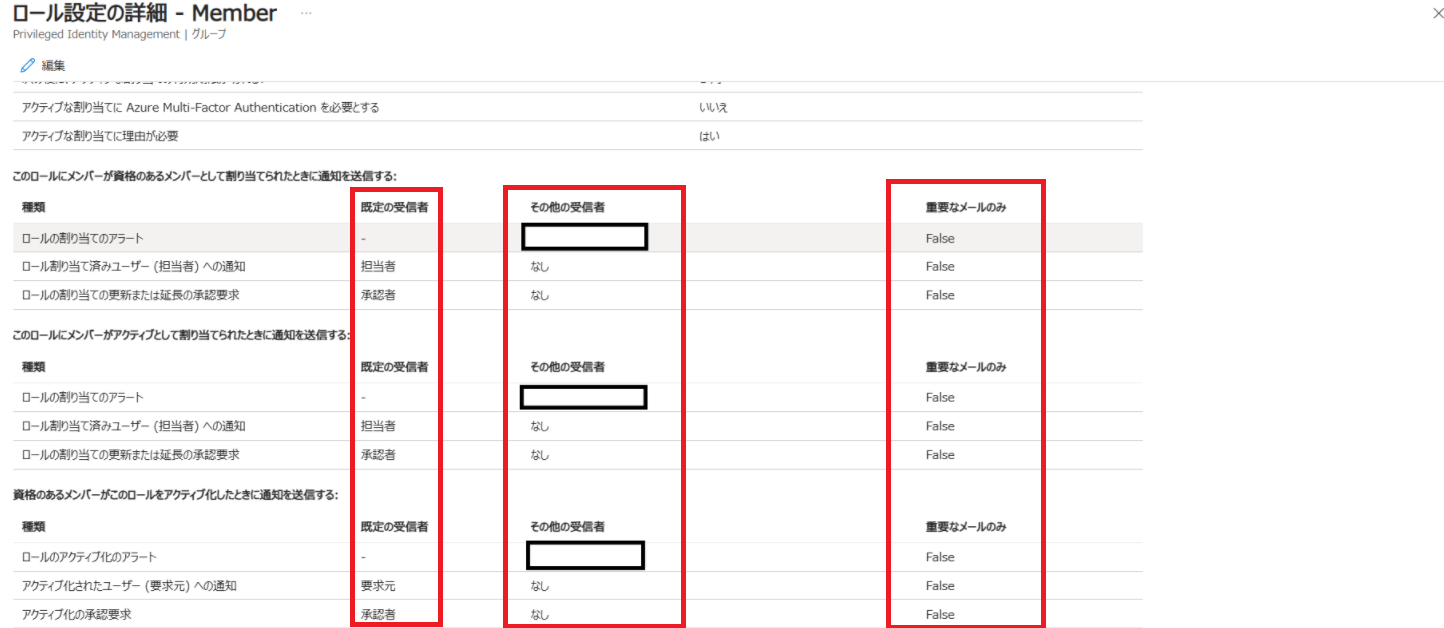 ロール設定の詳細 - Member ...
Privileged Identity Management | グループ
編集
アクティブな割り当てに Azure Multi-Factor Authentication を必要とする いいえ
アクティブな割り当てに理由が必要 はい
このロールにメンバーが資格のあるメンバーとして割り当てられたときに通知を送信する:
種類 既定の受信者 その他の受信者 重要なメールのみ
ロールの割り当てのアラート - False
ロール割り当て済みユーザー (担当者) への通知 担当者 なし False
ロールの割り当ての更新または延長の承認要求 承認者 なし False
このロールにメンバーがアクティブとして割り当てられたときに通知を送信する:
種類 既定の受信者 その他の受信者 重要なメールのみ
ロールの割り当てのアラート - False
ロール割り当て済みユーザー (担当者) への通知 担当者 なし False
ロールの割り当ての更新または延長の承認要求 承認者 なし False
資格のあるメンバーがこのロールをアクティブ化したときに通知を送信する:
種類 既定の受信者 その他の受信者 重要なメールのみ
ロールのアクティブ化のアラート - False
アクティブ化されたユーザー (要求元) への通知 要求元 なし False
アクティブ化の承認要求 承認者 なし False